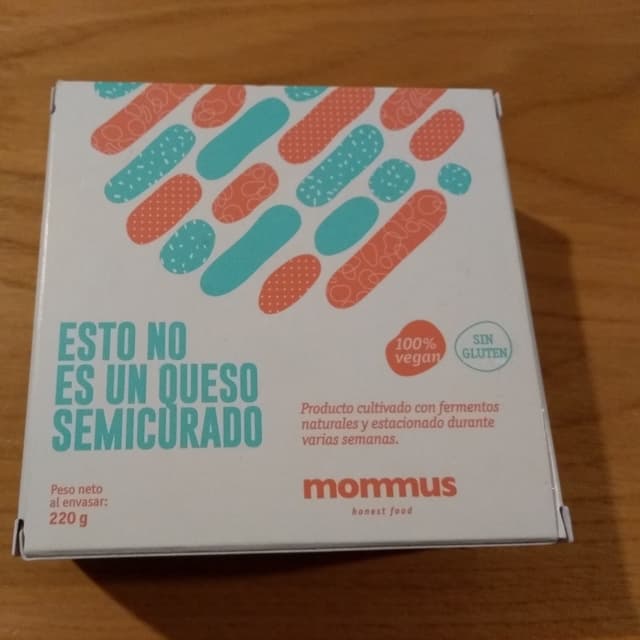 ESTO NO
ES UN QUESO
SEMICURADO
100%
vegan
SIN
GLUTEN
Producto cultivado con fermentos
naturales y estacionado durante
varias semanas.
Peso neto
al envasar:
220 g
mommus
honest food